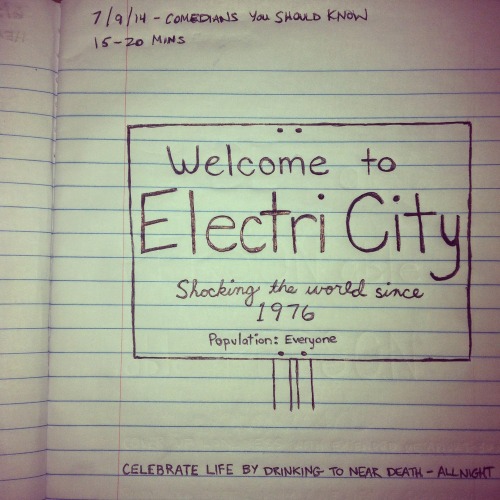 7/9/14 - COMEDIANS YOU SHOULD KNOW
15-20 MINS
Welcome to
Electri City
Shocking the world since
1976
Population: Everyone
CELEBRATE LIFE BY DRINKING TO NEAR DEATH - ALL NIGHT